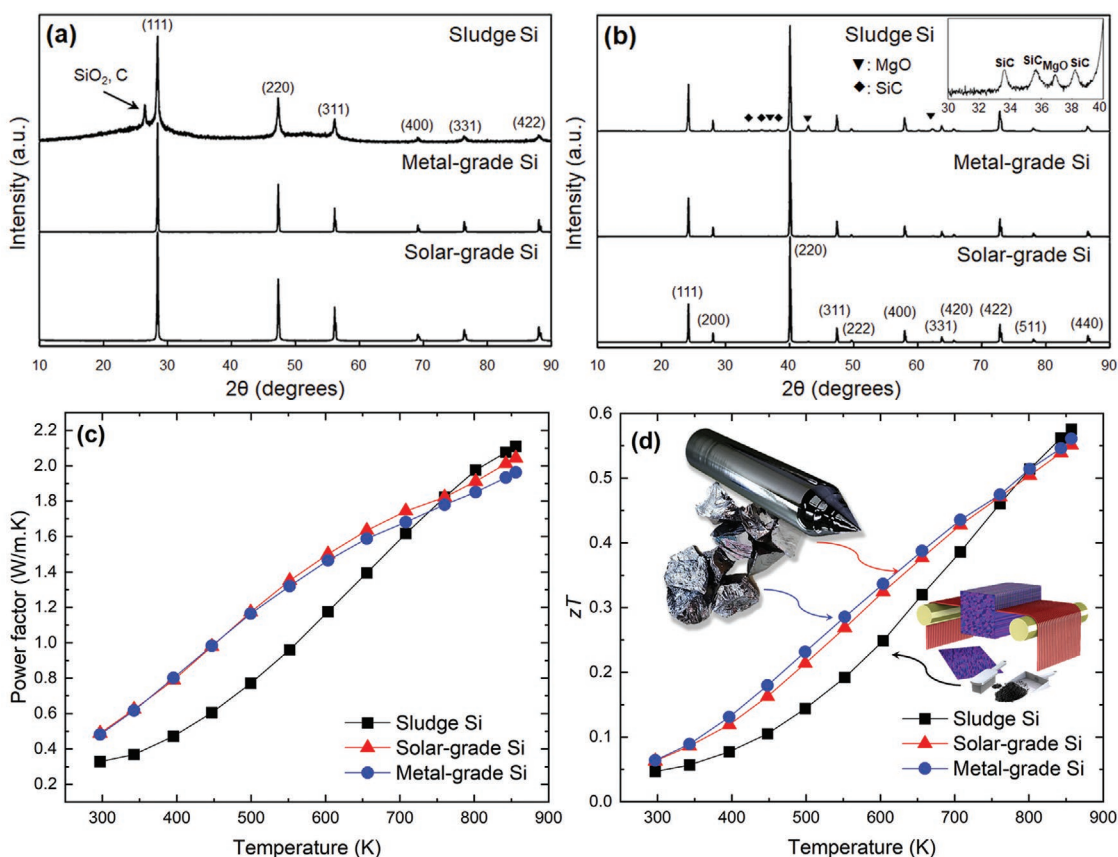 (a)
(111)
Sludge Si
SiO2, C
(220)
(311)
(400)
(331)
(422)
Metal-grade Si
Solar-grade Si
Intensity (a.u.)
10 20 30 40 50 60 70 80 90
2θ (degrees)
(b)
Sludge Si
▼: MgO
◆: SiC
SiC
SiC
MgO
SiC
30 32 34 36 38 40
Metal-grade Si
Solar-grade Si
(111)
(200)
(220)
(311)
(222)
(400)
(331)
(420)
(422)
(511)
(440)
Intensity (a.u.)
10 20 30 40 50 60 70 80 90
2θ (degrees)
(c)
Power factor (W/m.K)
2.2
2.0
1.8
1.6
1.4
1.2
1.0
0.8
0.6
0.4
0.2
Sludge Si
Solar-grade Si
Metal-grade Si
300 400 500 600 700 800 900
Temperature (K)
(d)
zT
0.6
0.5
0.4
0.3
0.2
0.1
0.0
Sludge Si
Solar-grade Si
Metal-grade Si
300 400 500 600 700 800 900
Temperature (K)